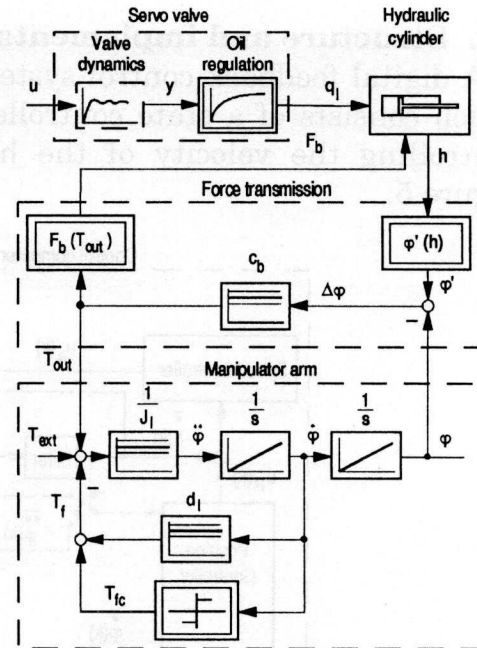 Servo valve
Hydraulic
cylinder
Valve
dynamics
Oil
regulation
u
y
q_l
F_b
h
Force transmission
F_b (T_out)
φ' (h)
c_b
Δφ
φ'
−
T_out
Manipulator arm
1/J_l
1/s
1/s
T_ext
φ̈
φ̇
φ
−
T_f
d_l
T_fc